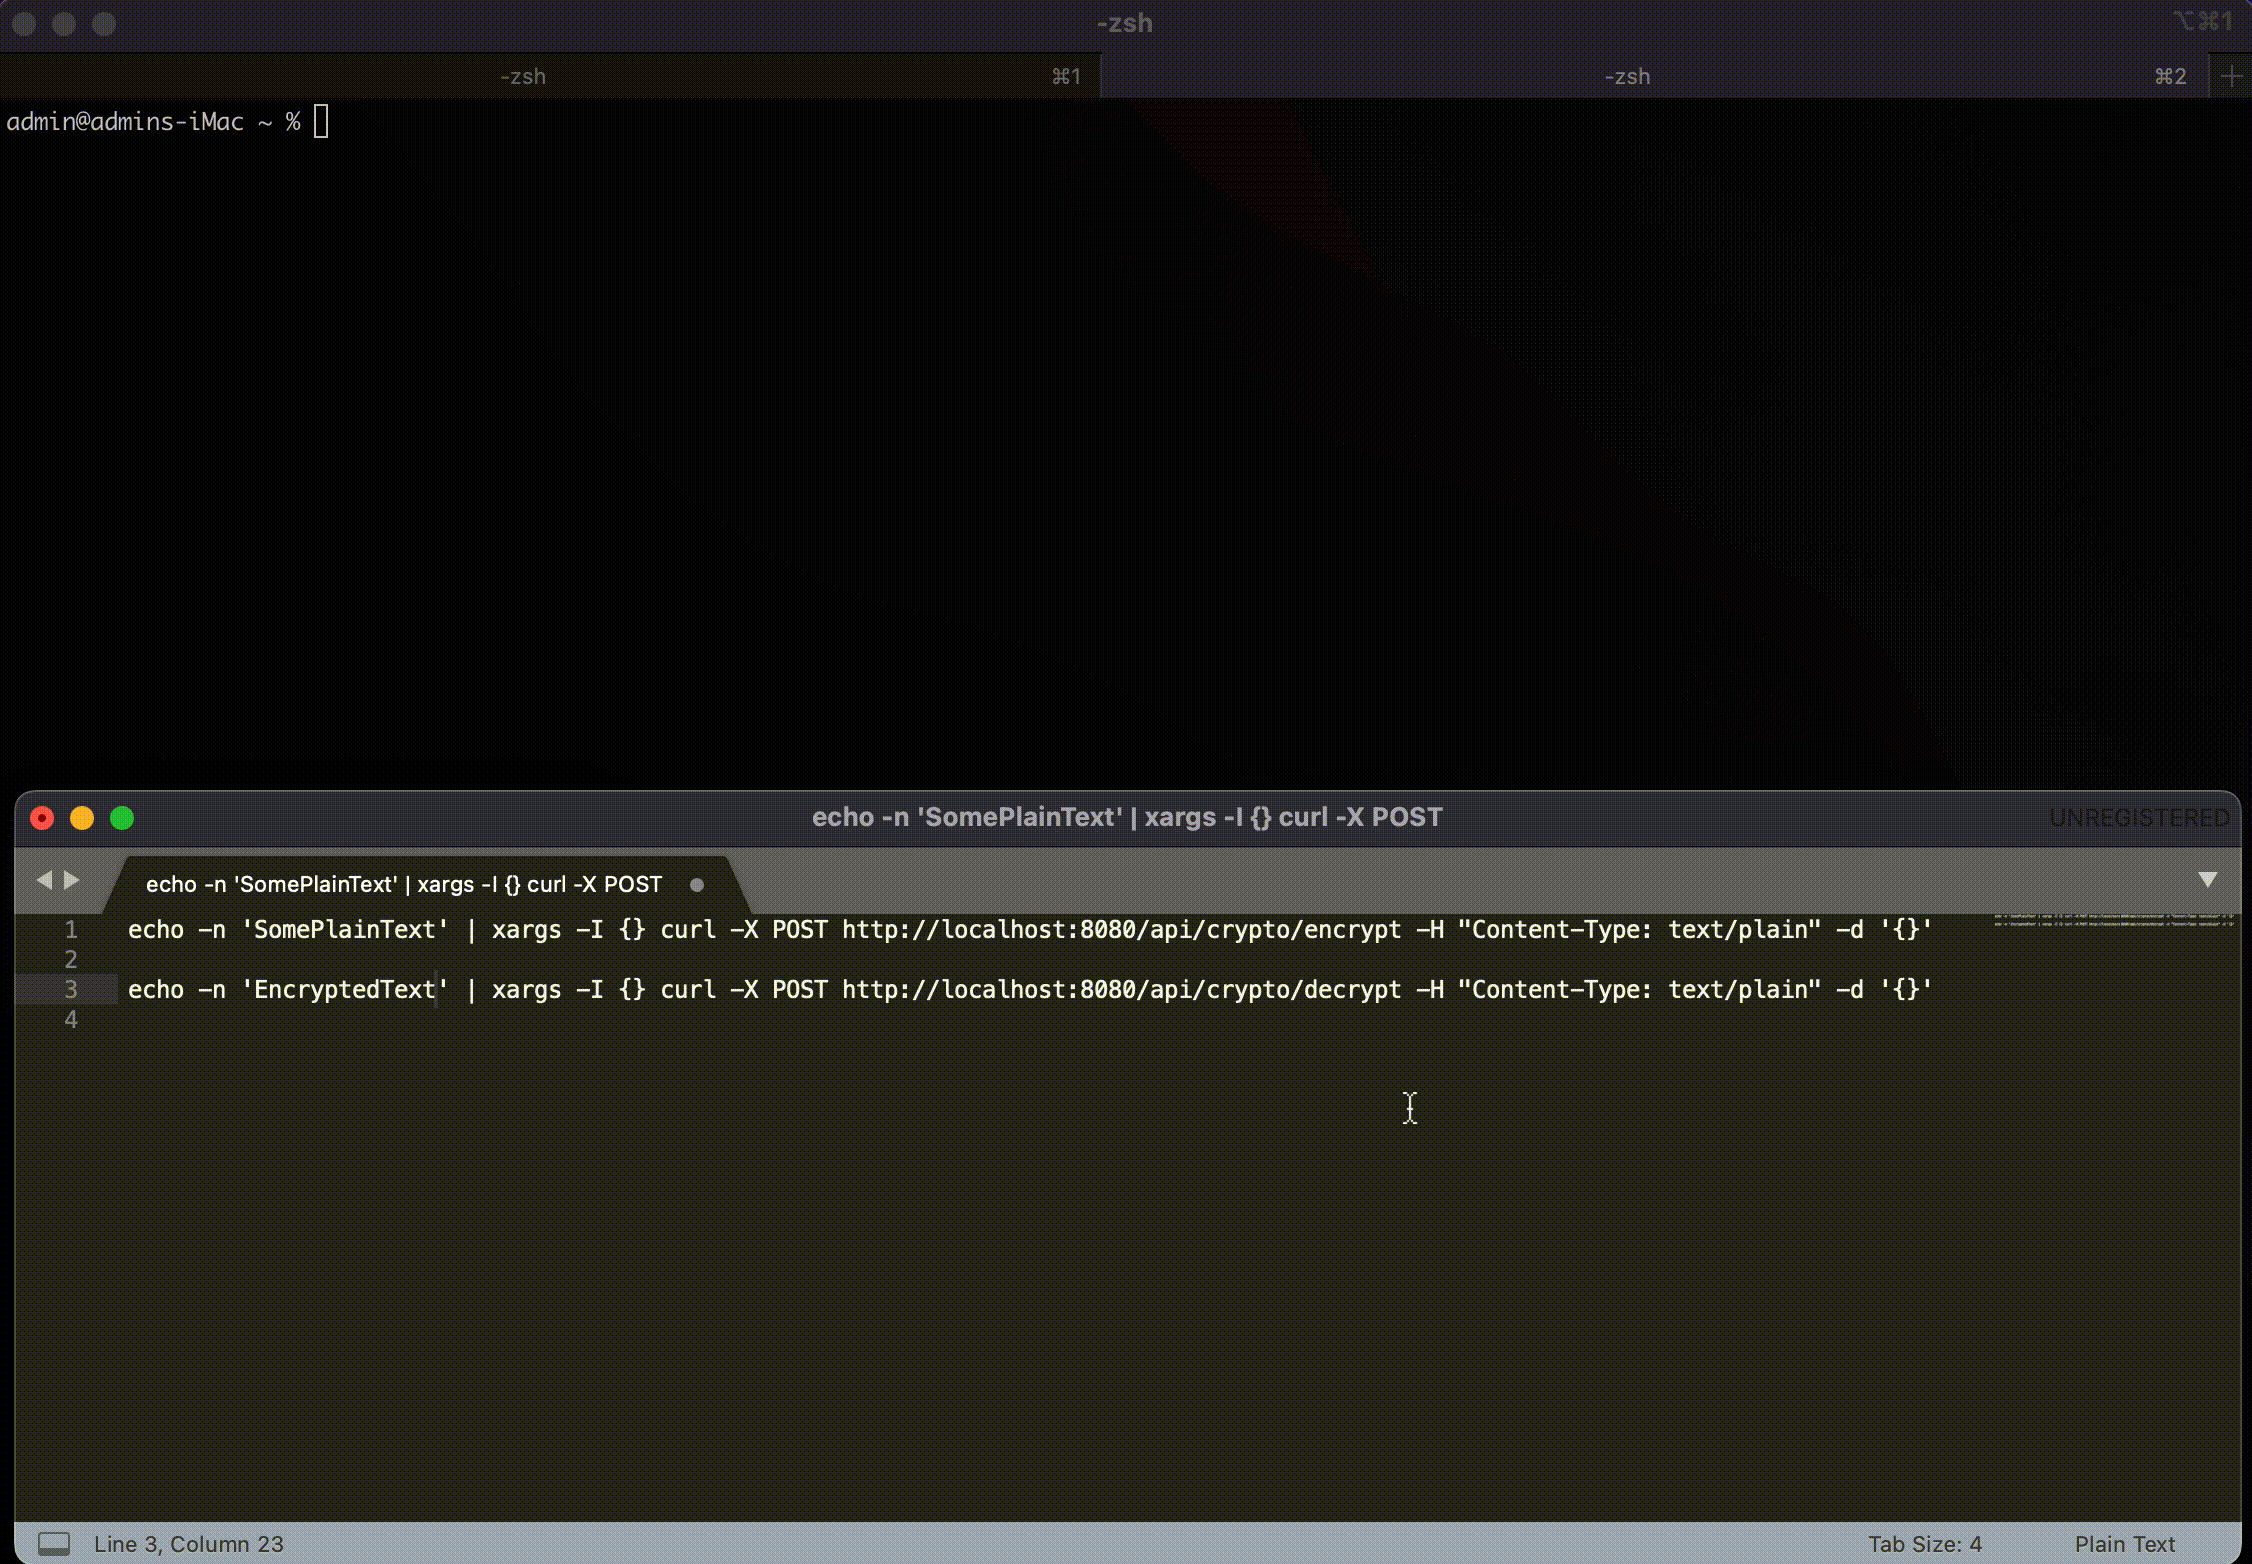 -zsh ⌥⌘1
-zsh ⌘1 -zsh ⌘2
admin@admins-iMac ~ %
echo -n 'SomePlainText' | xargs -I {} curl -X POST UNREGISTERED
echo -n 'SomePlainText' | xargs -I {} curl -X POST
1 echo -n 'SomePlainText' | xargs -I {} curl -X POST http://localhost:8080/api/crypto/encrypt -H "Content-Type: text/plain" -d '{}'
2
3 echo -n 'EncryptedText' | xargs -I {} curl -X POST http://localhost:8080/api/crypto/decrypt -H "Content-Type: text/plain" -d '{}'
4
Line 3, Column 23 Tab Size: 4 Plain Text